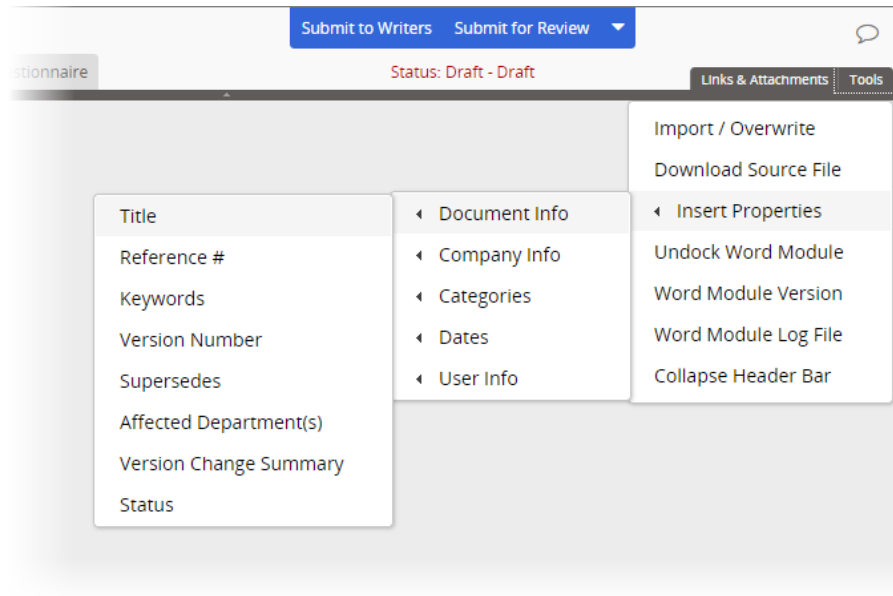 Submit to Writers Submit for Review
stionnaire
Status: Draft - Draft
Links & Attachments Tools
Import / Overwrite
Download Source File
Insert Properties
Undock Word Module
Word Module Version
Word Module Log File
Collapse Header Bar
Document Info
Company Info
Categories
Dates
User Info
Title
Reference #
Keywords
Version Number
Supersedes
Affected Department(s)
Version Change Summary
Status